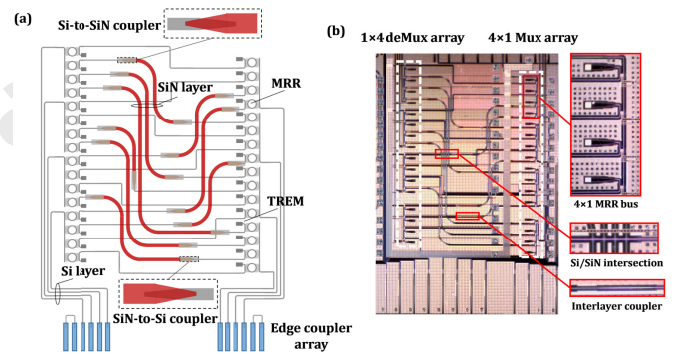 (a)
Si-to-SiN coupler
SiN layer
MRR
TREM
Si layer
SiN-to-Si coupler
Edge coupler
array
(b)
1×4 deMux array
4×1 Mux array
4×1 MRR bus
Si/SiN intersection
Interlayer coupler